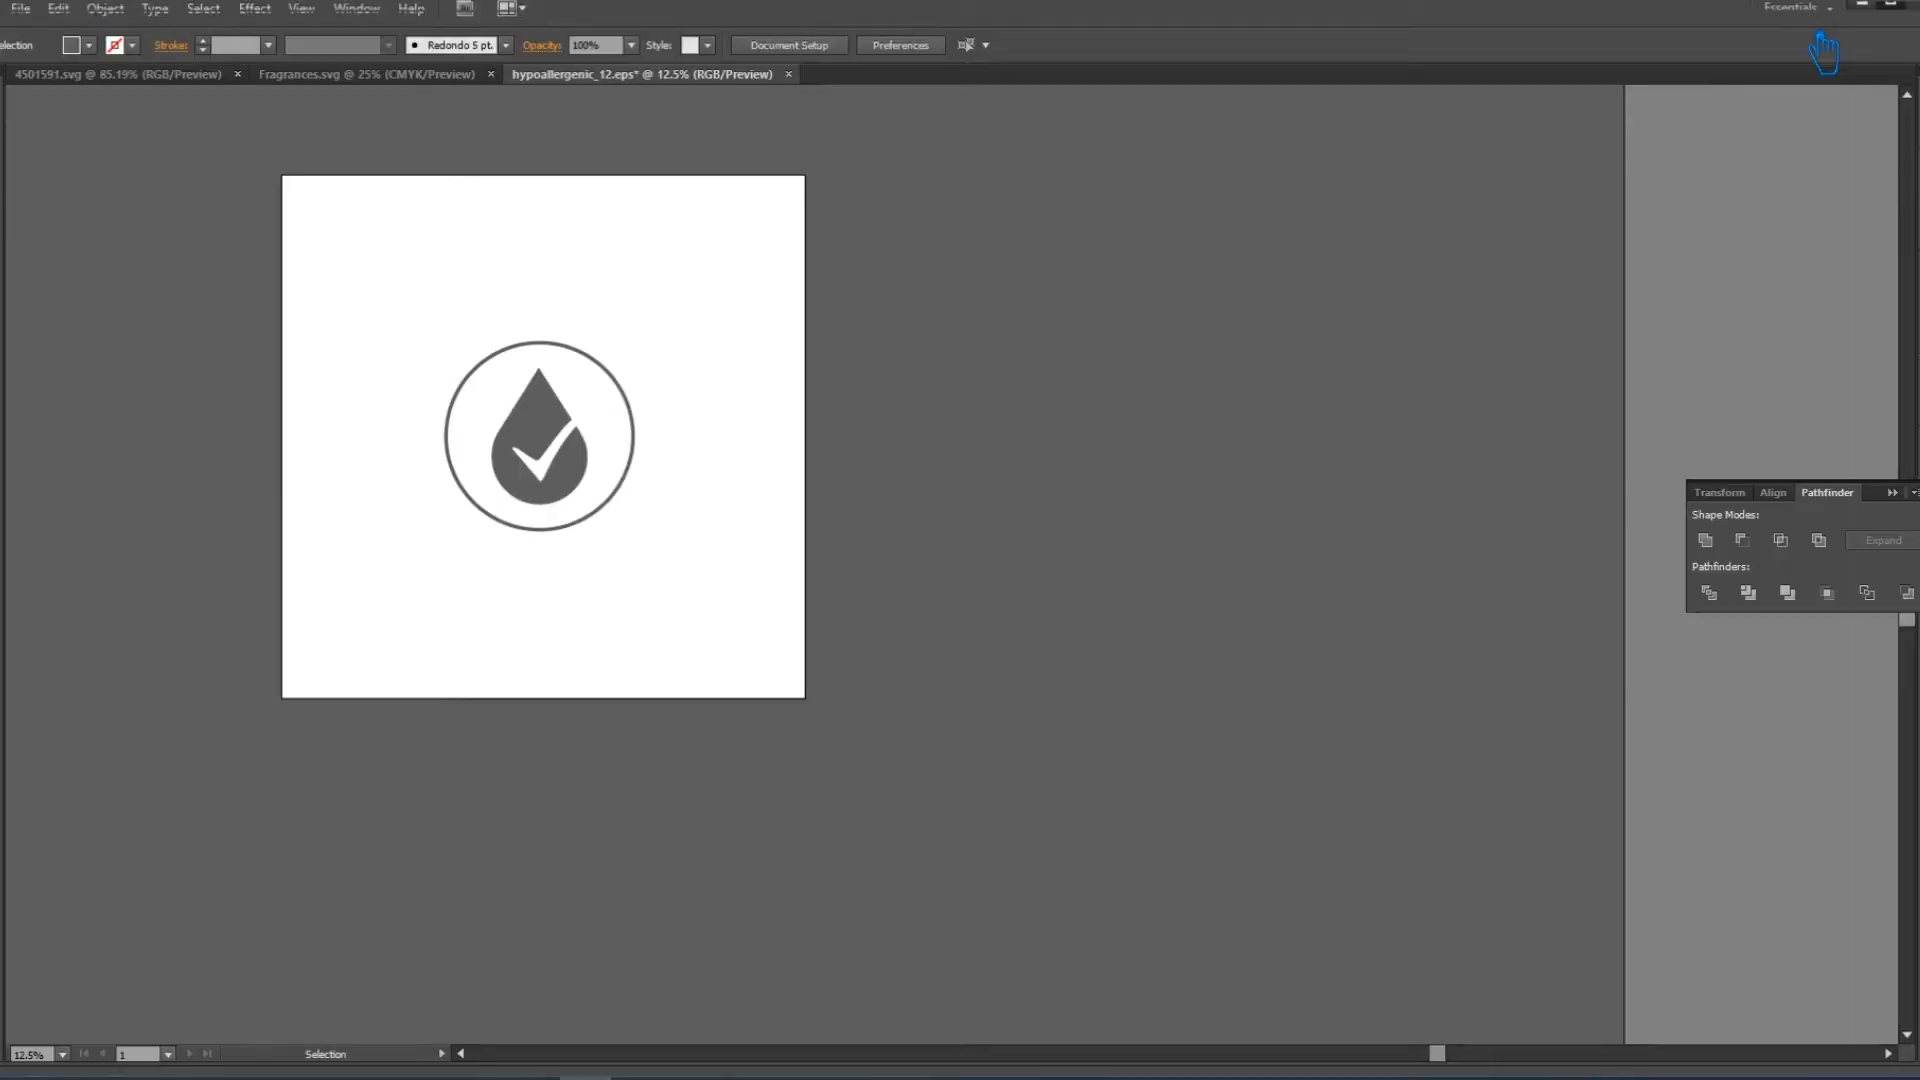 File Edit Object Type Select Effect View Window Help Essentials
election Stroke: Redondo 5 pt. Opacity: 100% Style: Document Setup Preferences
4501591.svg @ 85.19% (RGB/Preview) × Fragrances.svg @ 25% (CMYK/Preview) × hypoallergenic_12.eps* @ 12.5% (RGB/Preview) ×
Transform Align Pathfinder
Shape Modes:
Expand
Pathfinders:
12.5% 1 Selection